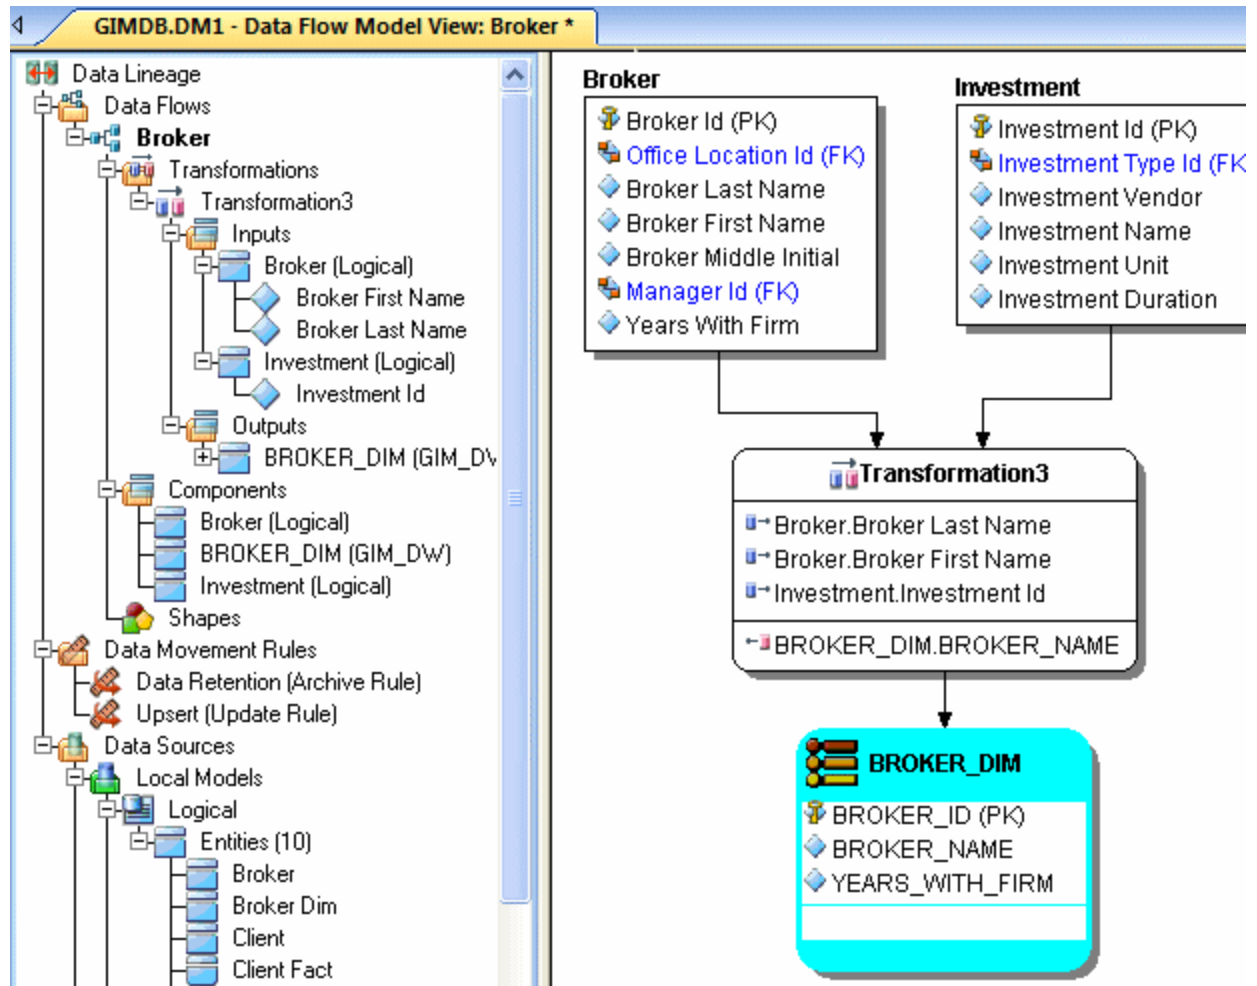 GIMDB.DM1 - Data Flow Model View: Broker *
Data Lineage
Data Flows
Broker
Transformations
Transformation3
Inputs
Broker (Logical)
Broker First Name
Broker Last Name
Investment (Logical)
Investment Id
Outputs
BROKER_DIM (GIM_DW
Components
Broker (Logical)
BROKER_DIM (GIM_DW)
Investment (Logical)
Shapes
Data Movement Rules
Data Retention (Archive Rule)
Upsert (Update Rule)
Data Sources
Local Models
Logical
Entities (10)
Broker
Broker Dim
Client
Client Fact
Broker
Broker Id (PK)
Office Location Id (FK)
Broker Last Name
Broker First Name
Broker Middle Initial
Manager Id (FK)
Years With Firm
Investment
Investment Id (PK)
Investment Type Id (FK
Investment Vendor
Investment Name
Investment Unit
Investment Duration
Transformation3
Broker.Broker Last Name
Broker.Broker First Name
Investment.Investment Id
BROKER_DIM.BROKER_NAME
BROKER_DIM
BROKER_ID (PK)
BROKER_NAME
YEARS_WITH_FIRM